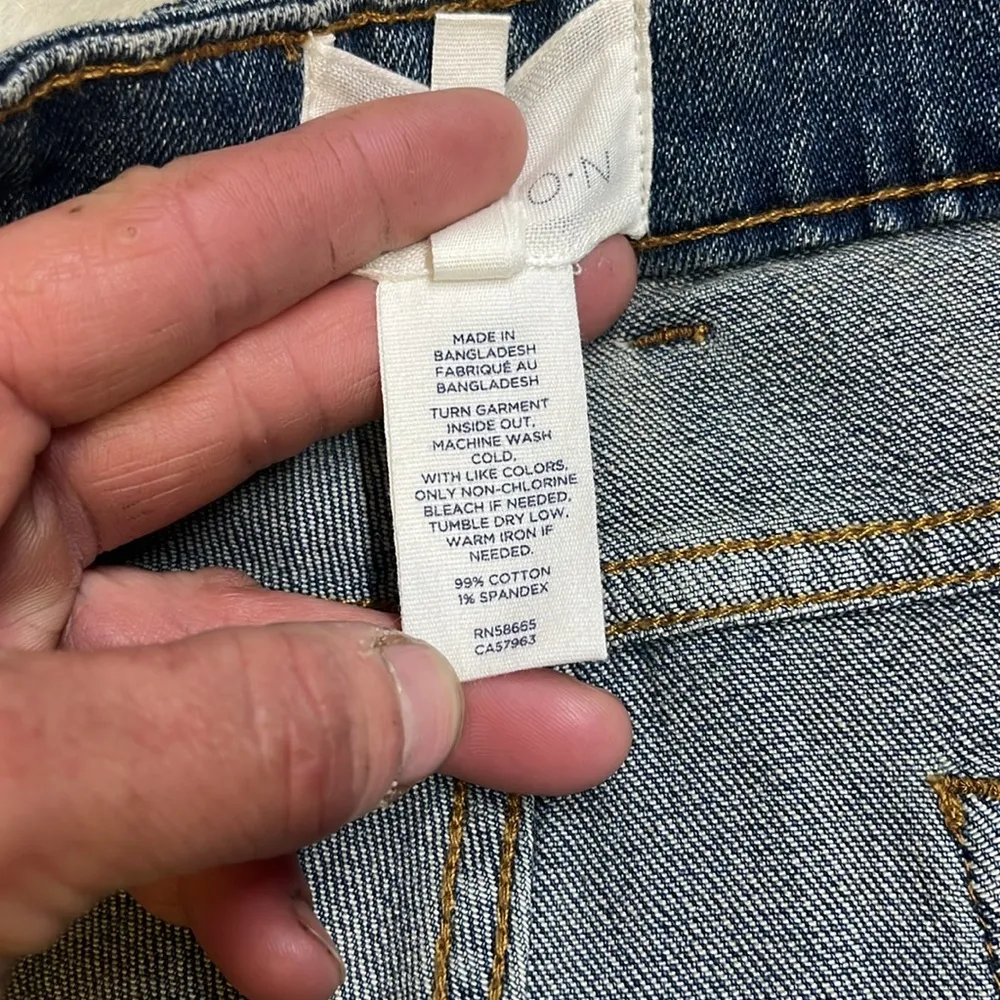 O·N
MADE IN
BANGLADESH
FABRIQUÉ AU
BANGLADESH
TURN GARMENT
INSIDE OUT,
MACHINE WASH
COLD,
WITH LIKE COLORS,
ONLY NON-CHLORINE
BLEACH IF NEEDED,
TUMBLE DRY LOW,
WARM IRON IF
NEEDED.
99% COTTON
1% SPANDEX
RN58665
CA57963